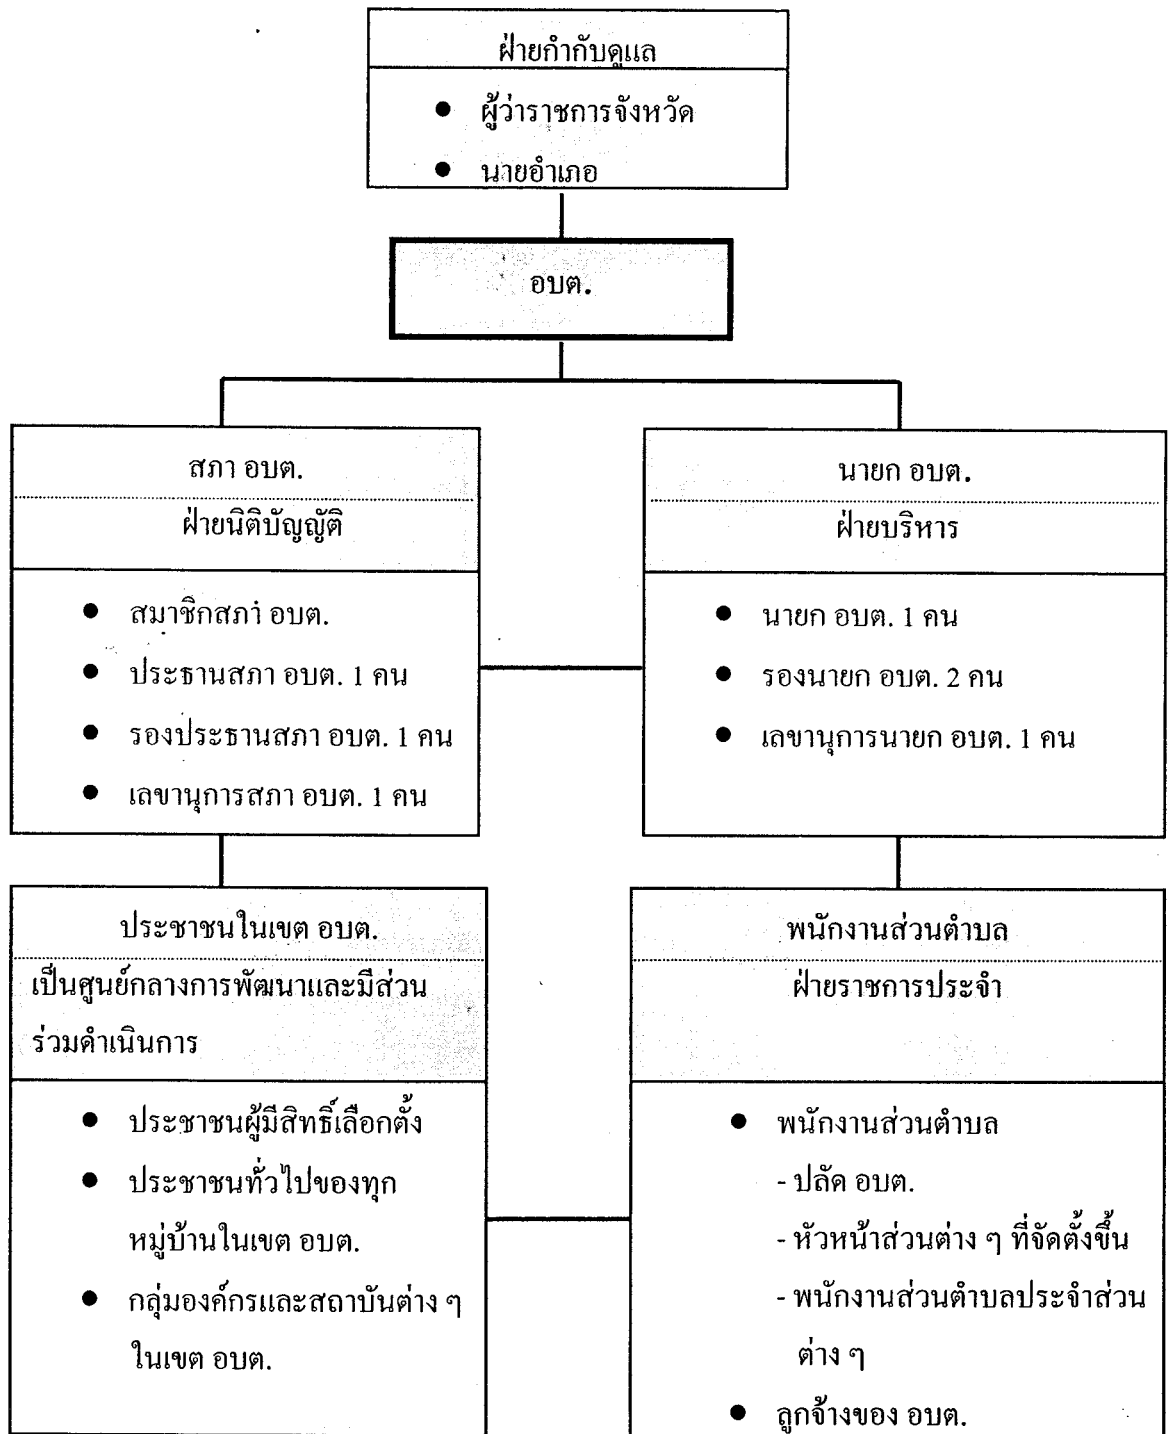 ฝ่ายกำกับดูแล
● ผู้ว่าราชการจังหวัด
● นายอำเภอ
อบต.
สภา อบต.
ฝ่ายนิติบัญญัติ
● สมาชิกสภา อบต.
● ประธานสภา อบต. 1 คน
● รองประธานสภา อบต. 1 คน
● เลขานุการสภา อบต. 1 คน
นายก อบต.
ฝ่ายบริหาร
● นายก อบต. 1 คน
● รองนายก อบต. 2 คน
● เลขานุการนายก อบต. 1 คน
ประชาชนในเขต อบต.
เป็นศูนย์กลางการพัฒนาและมีส่วน
ร่วมดำเนินการ
● ประชาชนผู้มีสิทธิ์เลือกตั้ง
● ประชาชนทั่วไปของทุก
หมู่บ้านในเขต อบต.
● กลุ่มองค์กรและสถาบันต่าง ๆ
ในเขต อบต.
พนักงานส่วนตำบล
ฝ่ายราชการประจำ
● พนักงานส่วนตำบล
- ปลัด อบต.
- หัวหน้าส่วนต่าง ๆ ที่จัดตั้งขึ้น
- พนักงานส่วนตำบลประจำส่วน
ต่าง ๆ
● ลูกจ้างของ อบต.